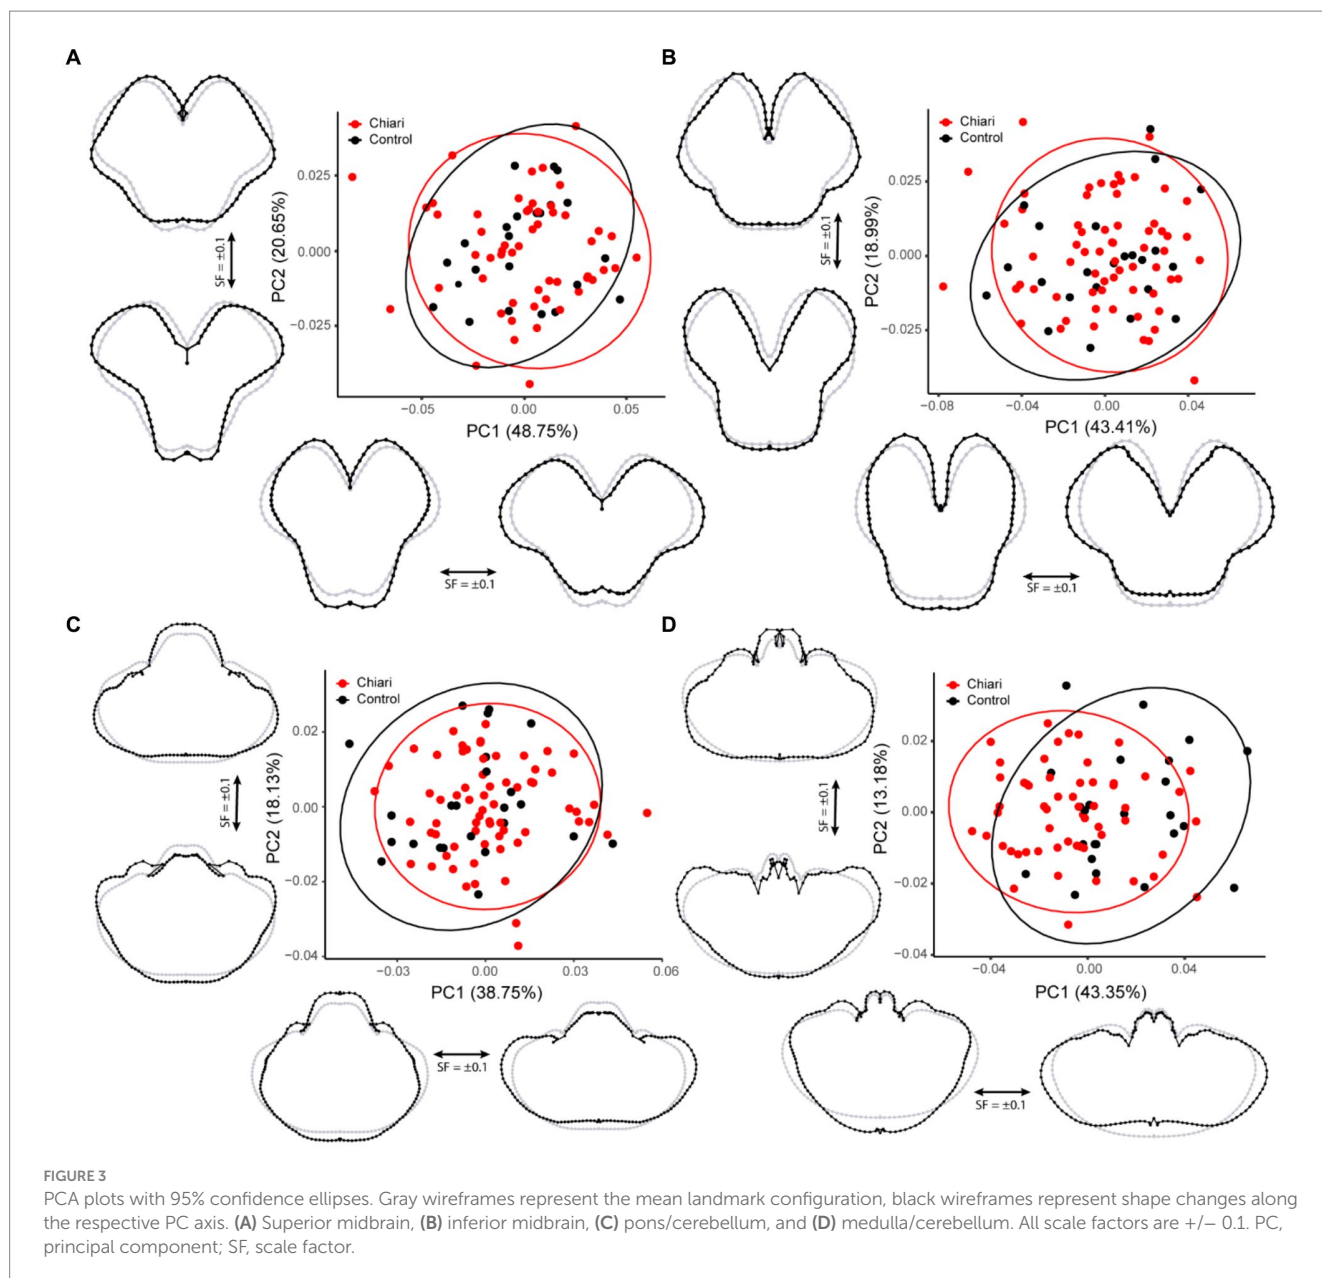 A
Chiari
Control
0.025
0.000
−0.025
PC2 (20.65%)
SF = ±0.1
−0.05
0.00
0.05
PC1 (48.75%)
SF = ±0.1
B
Chiari
Control
0.025
0.000
−0.025
PC2 (18.99%)
SF = ±0.1
−0.08
−0.04
0.00
0.04
PC1 (43.41%)
SF = ±0.1
C
Chiari
Control
0.02
0.00
−0.02
−0.04
PC2 (18.13%)
SF = ±0.1
−0.03
0.00
0.03
0.06
PC1 (38.75%)
SF = ±0.1
D
Chiari
Control
0.02
0.00
−0.02
−0.04
PC2 (13.18%)
SF = ±0.1
−0.04
0.00
0.04
PC1 (43.35%)
SF = ±0.1
FIGURE 3
PCA plots with 95% confidence ellipses. Gray wireframes represent the mean landmark configuration, black wireframes represent shape changes along
the respective PC axis. (A) Superior midbrain, (B) inferior midbrain, (C) pons/cerebellum, and (D) medulla/cerebellum. All scale factors are +/− 0.1. PC,
principal component; SF, scale factor.